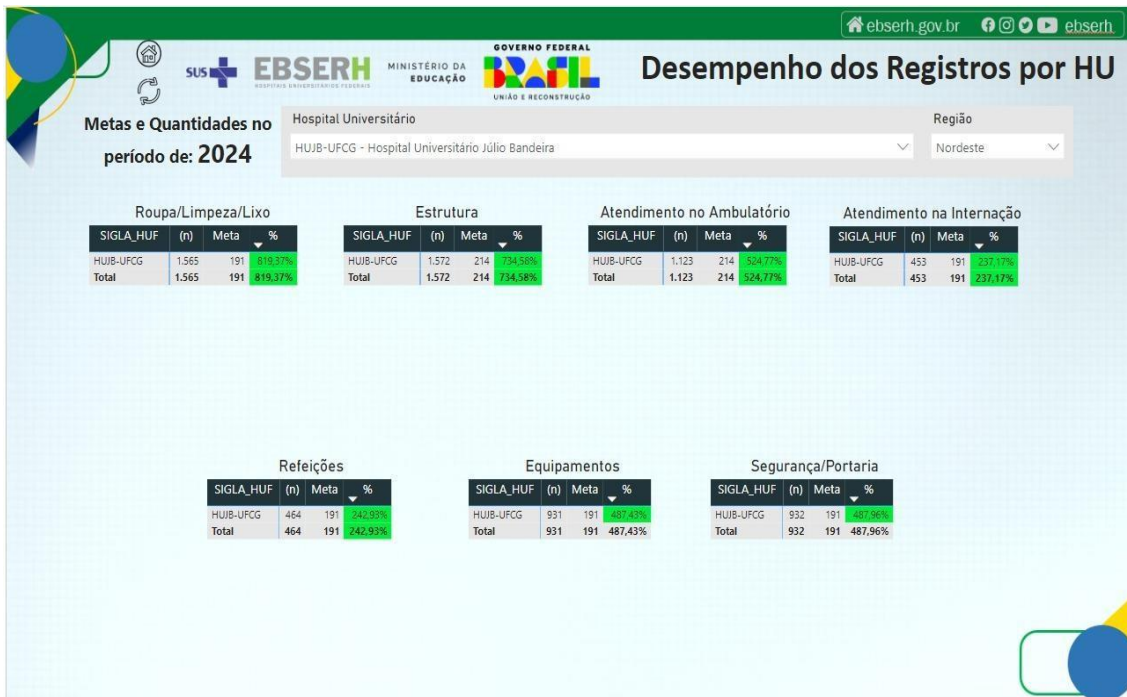 ebserh.gov.br ebserh
SUS EBSERH MINISTÉRIO DA EDUCAÇÃO GOVERNO FEDERAL BRASIL
HOSPITAIS UNIVERSITÁRIOS FEDERAIS
UNIÃO E RECONSTRUÇÃO
Desempenho dos Registros por HU
Metas e Quantidades no
período de: 2024
Hospital Universitário Região
HUJB-UFCG - Hospital Universitário Júlio Bandeira Nordeste
Roupa/Limpeza/Lixo
SIGLA_HUF (n) Meta %
HUJB-UFCG 1.565 191 819,37%
Total 1.565 191 819,37%
Estrutura
SIGLA_HUF (n) Meta %
HUJB-UFCG 1.572 214 734,58%
Total 1.572 214 734,58%
Atendimento no Ambulatório
SIGLA_HUF (n) Meta %
HUJB-UFCG 1.123 214 524,77%
Total 1.123 214 524,77%
Atendimento na Internação
SIGLA_HUF (n) Meta %
HUJB-UFCG 453 191 237,17%
Total 453 191 237,17%
Refeições
SIGLA_HUF (n) Meta %
HUJB-UFCG 464 191 242,93%
Total 464 191 242,93%
Equipamentos
SIGLA_HUF (n) Meta %
HUJB-UFCG 931 191 487,43%
Total 931 191 487,43%
Segurança/Portaria
SIGLA_HUF (n) Meta %
HUJB-UFCG 932 191 487,96%
Total 932 191 487,96%